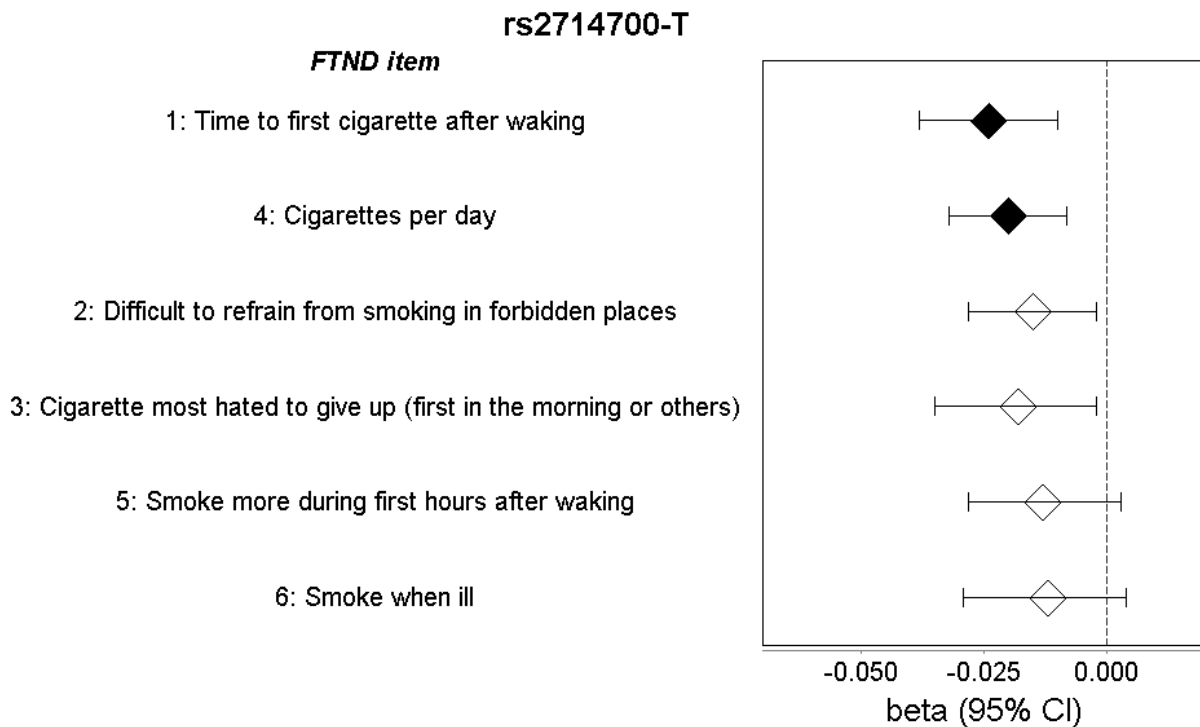 rs2714700-T
FTND item
1: Time to first cigarette after waking
4: Cigarettes per day
2: Difficult to refrain from smoking in forbidden places
3: Cigarette most hated to give up (first in the morning or others)
5: Smoke more during first hours after waking
6: Smoke when ill
-0.050 -0.025 0.000
beta (95% CI)